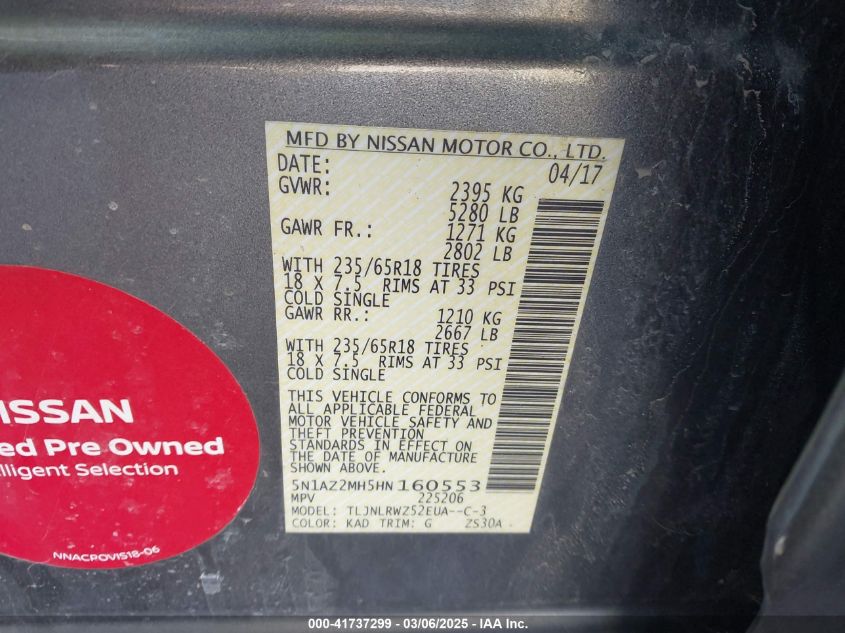 MFD BY NISSAN MOTOR CO., LTD.
DATE: 04/17
GVWR: 2395 KG
5280 LB
GAWR FR.: 1271 KG
2802 LB
WITH 235/65R18 TIRES
18 X 7.5 RIMS AT 33 PSI
COLD SINGLE
GAWR RR.: 1210 KG
2667 LB
WITH 235/65R18 TIRES
18 X 7.5 RIMS AT 33 PSI
COLD SINGLE
THIS VEHICLE CONFORMS TO
ALL APPLICABLE FEDERAL
MOTOR VEHICLE SAFETY AND
THEFT PREVENTION
STANDARDS IN EFFECT ON
THE DATE OF MANUFACTURE
SHOWN ABOVE.
5N1AZ2MH5HN160553
MPV 225206
MODEL: TLJNLRWZ52EUA--C-3
COLOR: KAD TRIM: G ZS30A
ISSAN
ed Pre Owned
lligent Selection
NNACPOVIS18-06
000-41737299 - 03/06/2025 - IAA Inc.